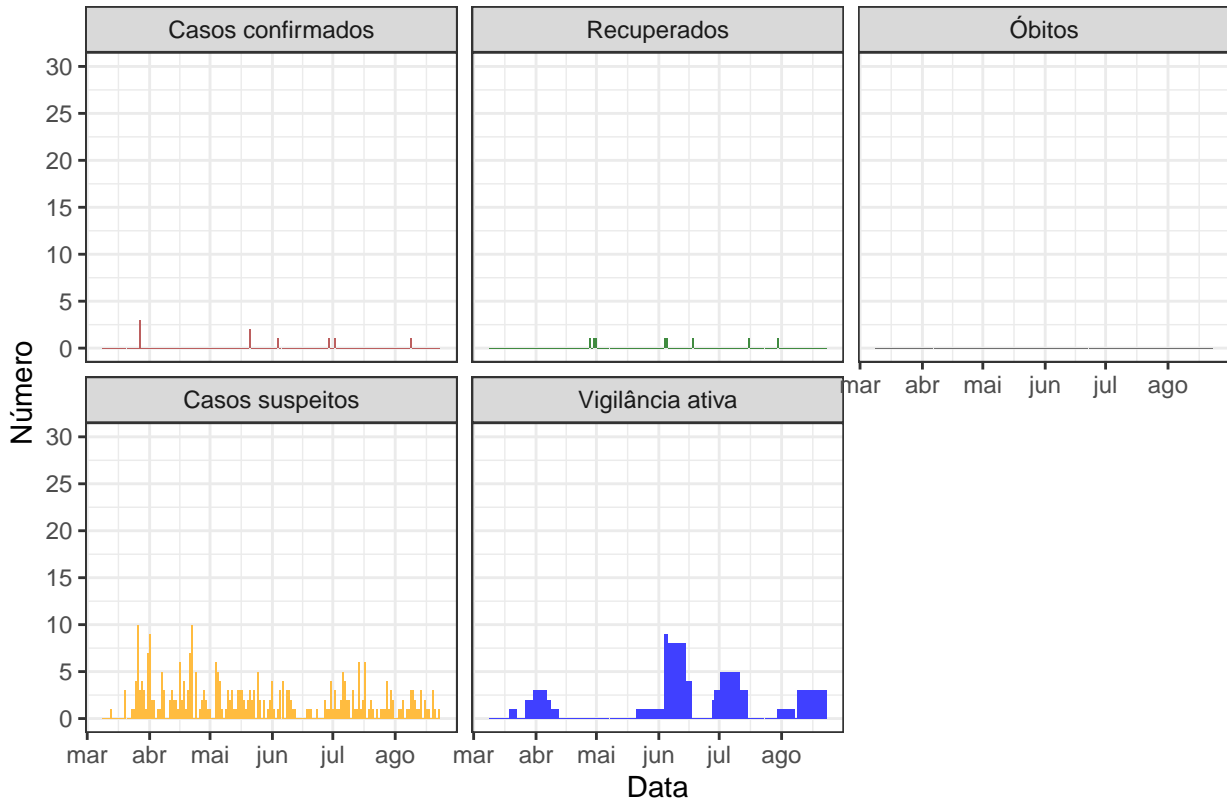 Casos confirmados
Recuperados
Óbitos
30
25
20
15
10
5
0
mar abr mai jun jul ago
Casos suspeitos
Vigilância ativa
30
25
20
15
10
5
0
mar abr mai jun jul ago
mar abr mai jun jul ago
Número
Data